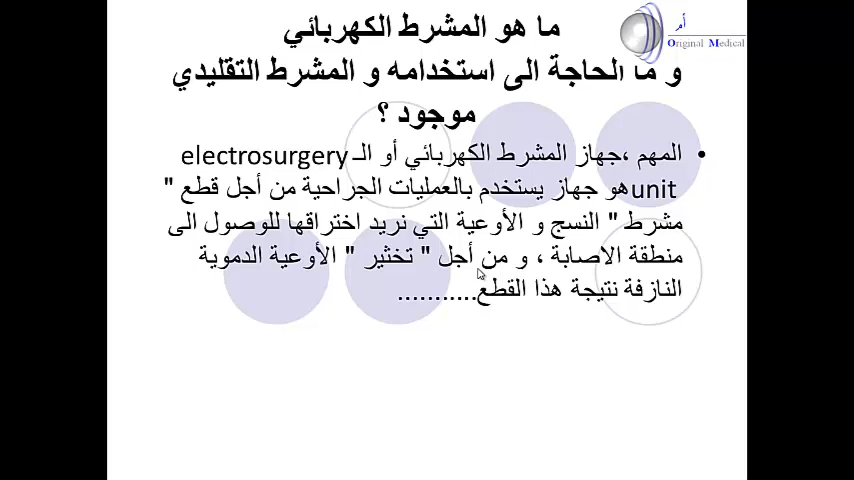 أم
Original Medical
ما هو المشرط الكهربائي
و ما الحاجة الى استخدامه و المشرط التقليدي
موجود ؟
• المهم ،جهاز المشرط الكهربائي أو الـ electrosurgery
unit هو جهاز يستخدم بالعمليات الجراحية من أجل قطع "
مشرط " النسج و الأوعية التي نريد اختراقها للوصول الى
منطقة الاصابة ، و من أجل " تخثير " الأوعية الدموية
النازفة نتيجة هذا القطع...........